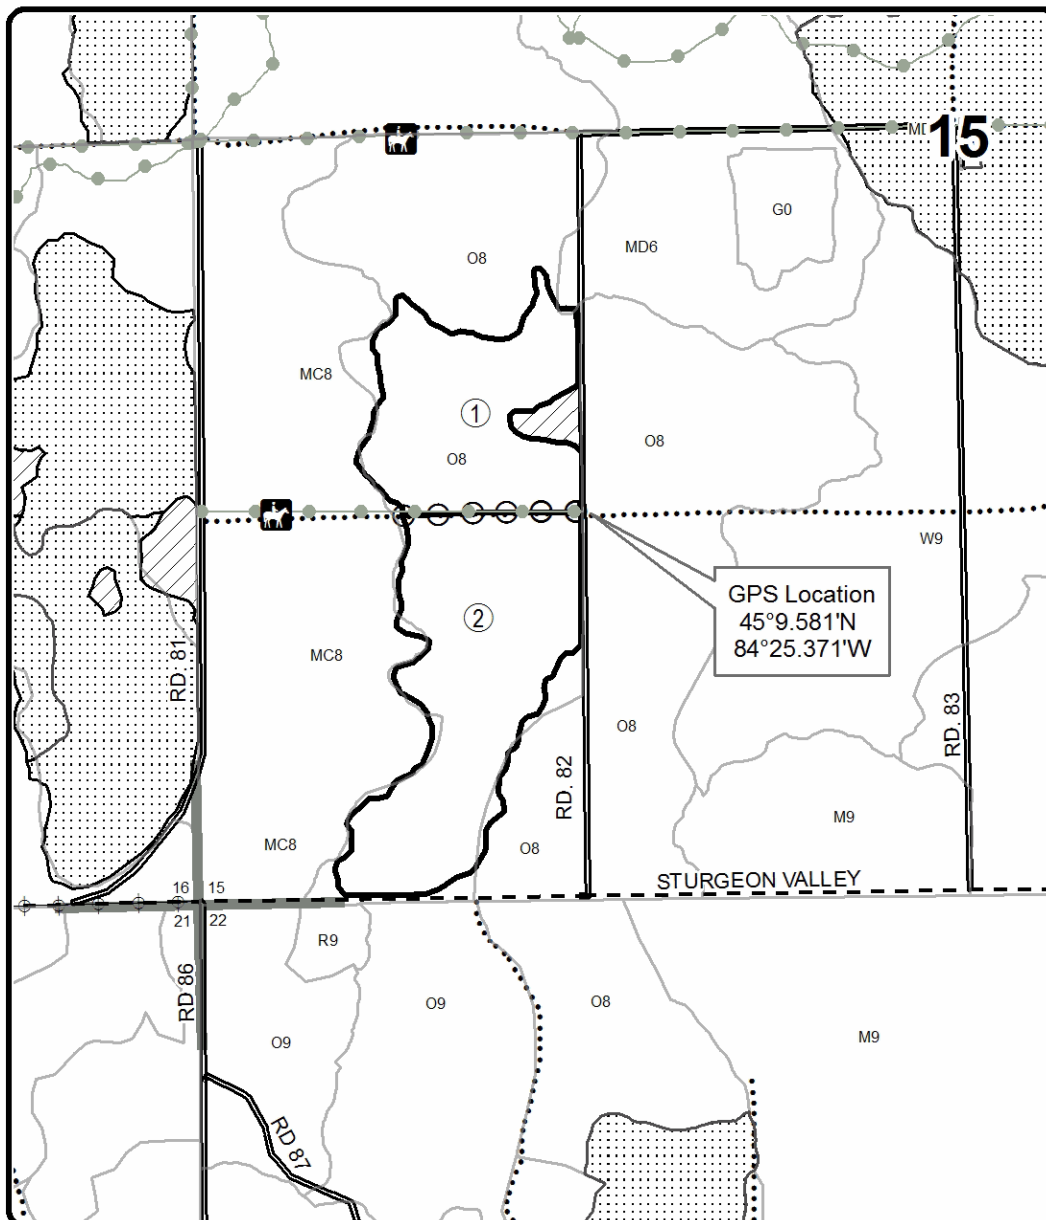 MD
15
G0
MD6
O8
MC8
1
O8
O8
W9
GPS Location
45°9.581'N
84°25.371'W
2
RD. 81
MC8
RD. 83
O8
RD. 82
M9
MC8
O8
STURGEON VALLEY
16 15
21 22
R9
RD 86
O9
O8
O9
M9
RD 87